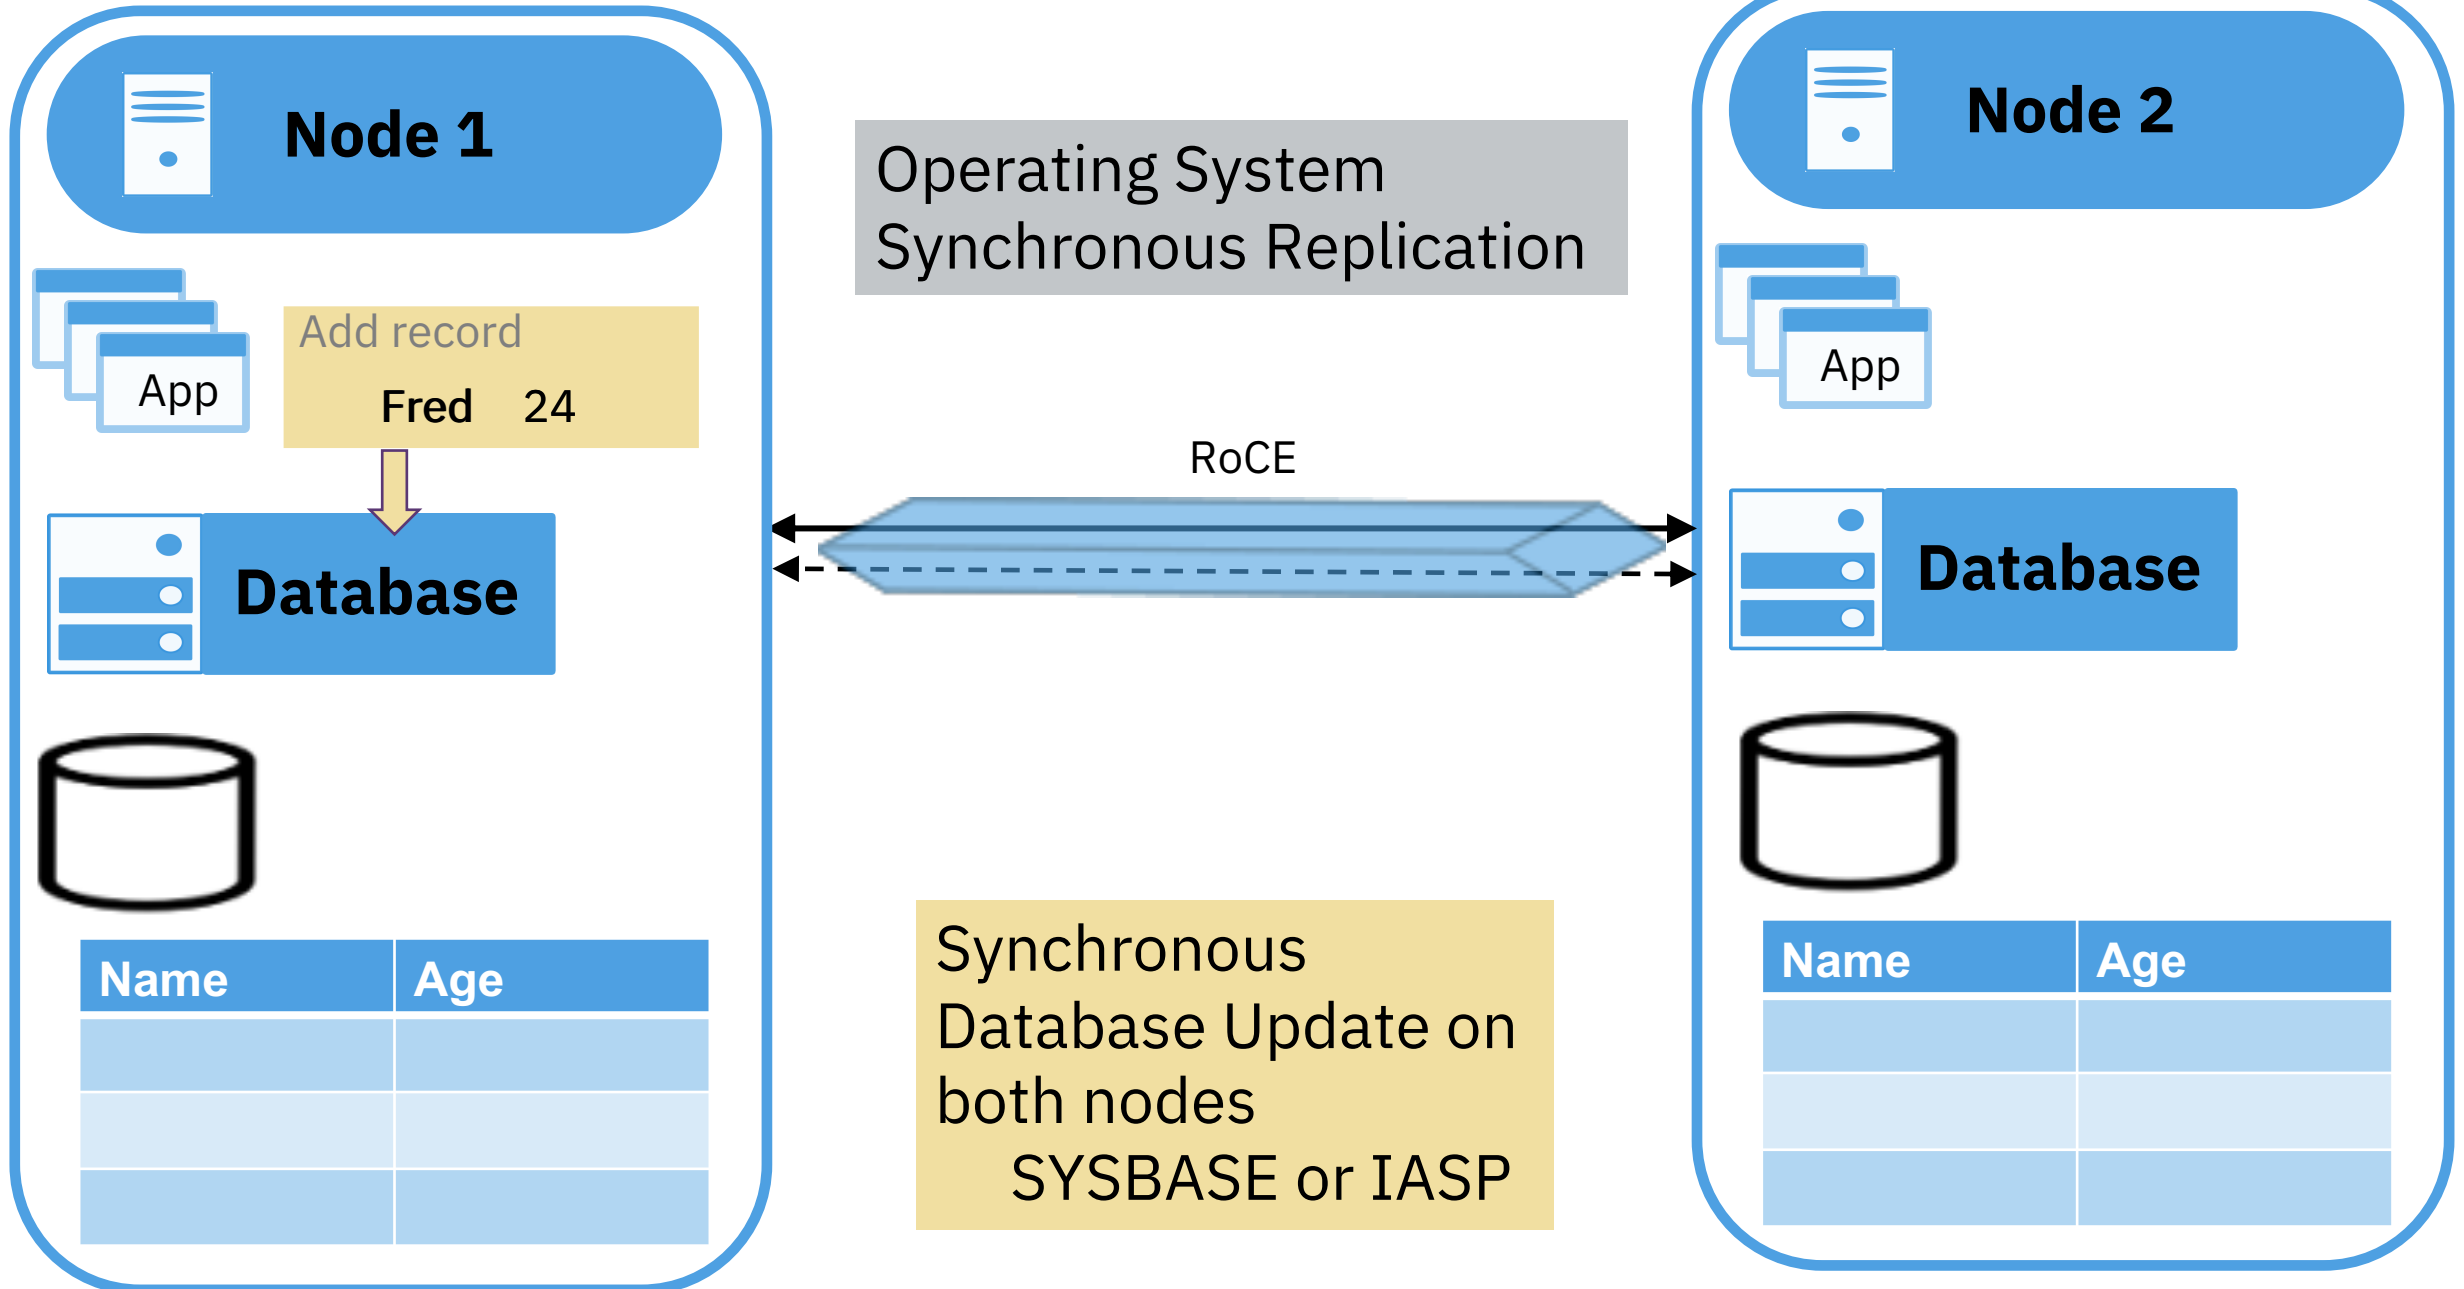 Node 1
App
Add record
Fred 24
Database
Name Age
Operating System
Synchronous Replication
RoCE
Synchronous
Database Update on
both nodes
SYSBASE or IASP
Node 2
App
Database
Name Age